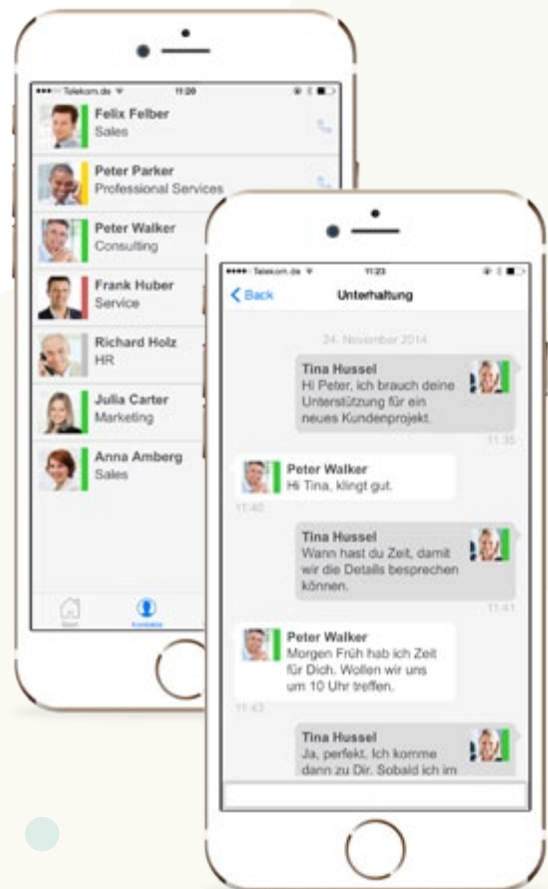 Telekom.de
11:20
Felix Felber
Sales
Peter Parker
Professional Services
Peter Walker
Consulting
Frank Huber
Service
Richard Holz
HR
Julia Carter
Marketing
Anna Amberg
Sales
Start
Kontakte
Telekom.de
11:23
Back
Unterhaltung
24. November 2014
Tina Hussel
Hi Peter, ich brauch deine
Unterstützung für ein
neues Kundenprojekt.
11:35
Peter Walker
Hi Tina, klingt gut.
11:40
Tina Hussel
Wann hast du Zeit, damit
wir die Details besprechen
können.
11:41
Peter Walker
Morgen Früh hab ich Zeit
für Dich. Wollen wir uns
um 10 Uhr treffen.
11:43
Tina Hussel
Ja, perfekt. Ich komme
dann zu Dir. Sobald ich im